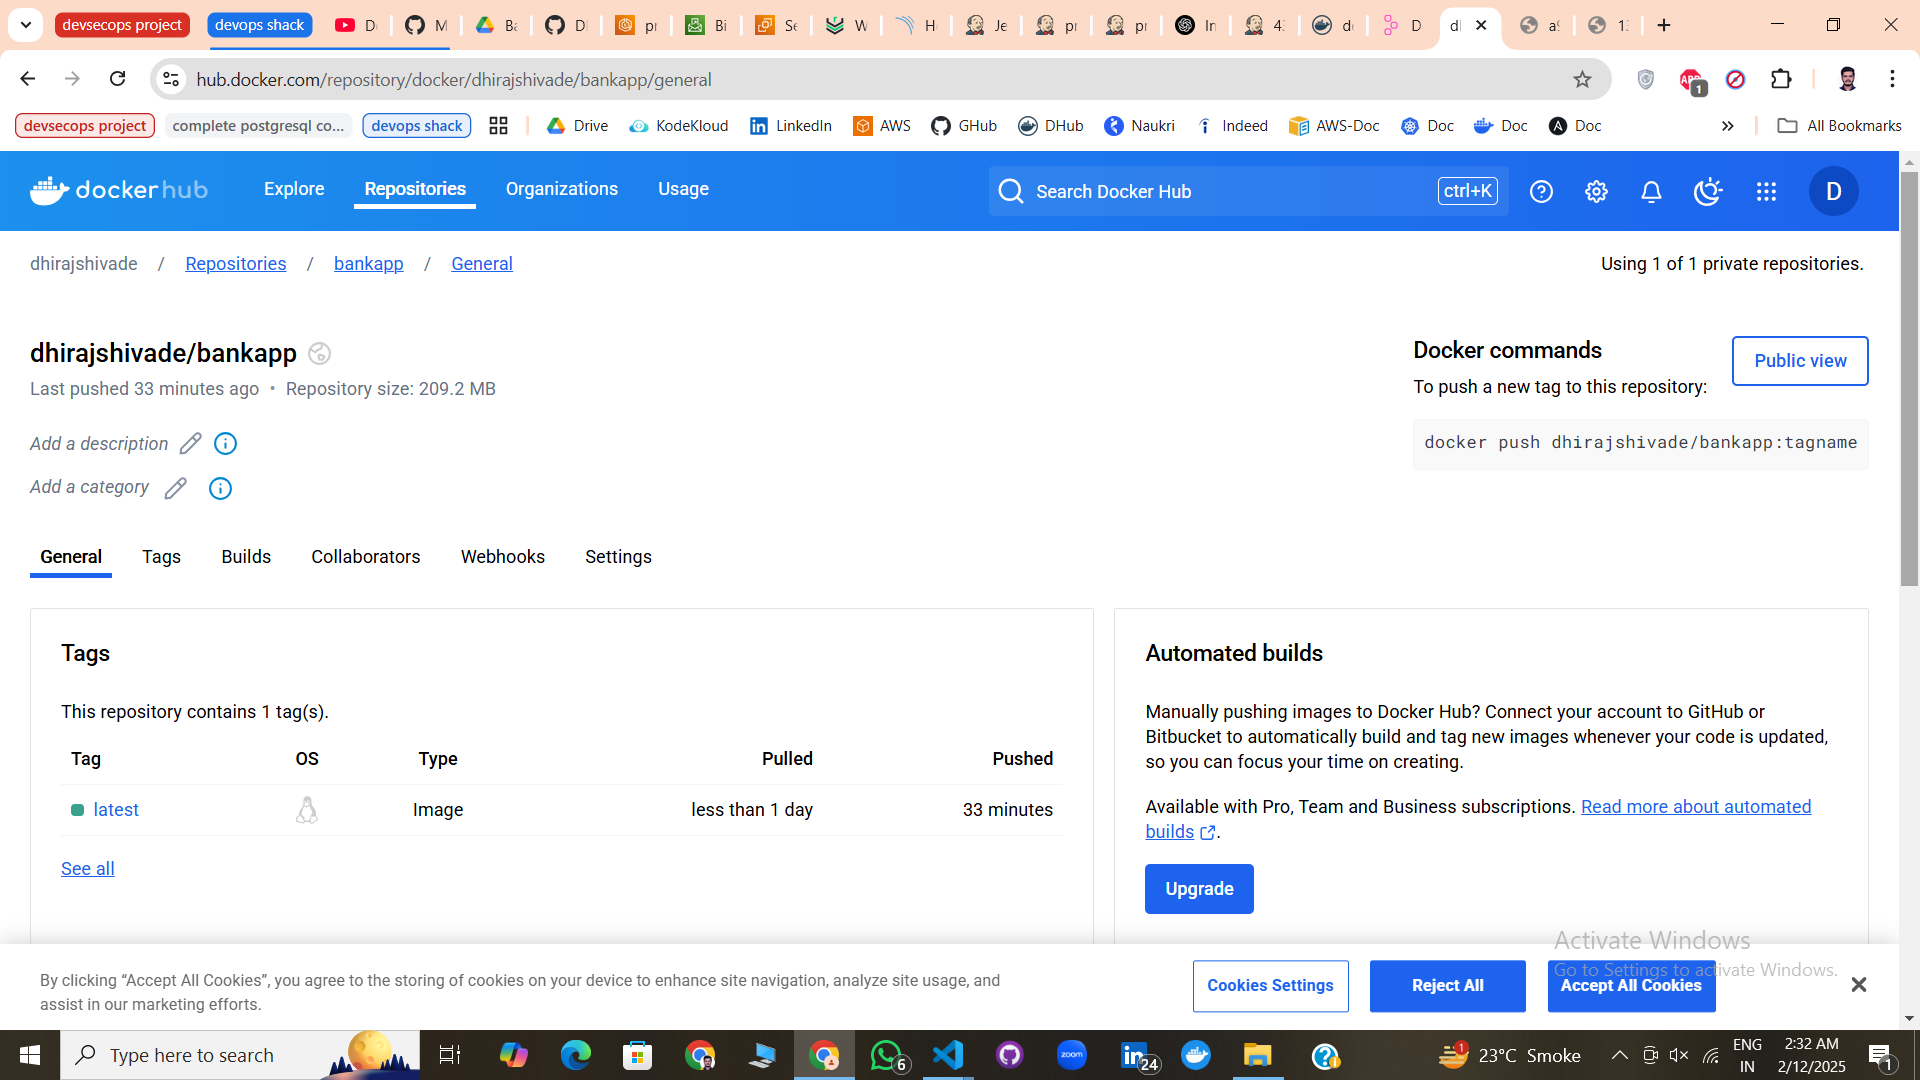 devsecops project
devops shack
hub.docker.com/repository/docker/dhirajshivade/bankapp/general
1
devsecops project
complete postgresql co...
devops shack
Drive
KodeKloud
LinkedIn
AWS
GHub
DHub
Naukri
Indeed
AWS-Doc
Doc
Doc
Doc
All Bookmarks
dockerhub
Explore
Repositories
Organizations
Usage
Search Docker Hub
ctrl+K
D
dhirajshivade / Repositories / bankapp / General
Using 1 of 1 private repositories.
dhirajshivade/bankapp
Last pushed 33 minutes ago • Repository size: 209.2 MB
Add a description
Add a category
Docker commands
To push a new tag to this repository:
Public view
docker push dhirajshivade/bankapp:tagname
General
Tags
Builds
Collaborators
Webhooks
Settings
Tags
This repository contains 1 tag(s).
Tag OS Type Pulled Pushed
latest Image less than 1 day 33 minutes
See all
Automated builds
Manually pushing images to Docker Hub? Connect your account to GitHub or
Bitbucket to automatically build and tag new images whenever your code is updated,
so you can focus your time on creating.
Available with Pro, Team and Business subscriptions. Read more about automated
builds.
Upgrade
Activate Windows
Go to Settings to activate Windows.
By clicking “Accept All Cookies”, you agree to the storing of cookies on your device to enhance site navigation, analyze site usage, and
assist in our marketing efforts.
Cookies Settings
Reject All
Accept All Cookies
Type here to search
6
zoom
24
1
23°C Smoke
ENG
IN
2:32 AM
2/12/2025
1